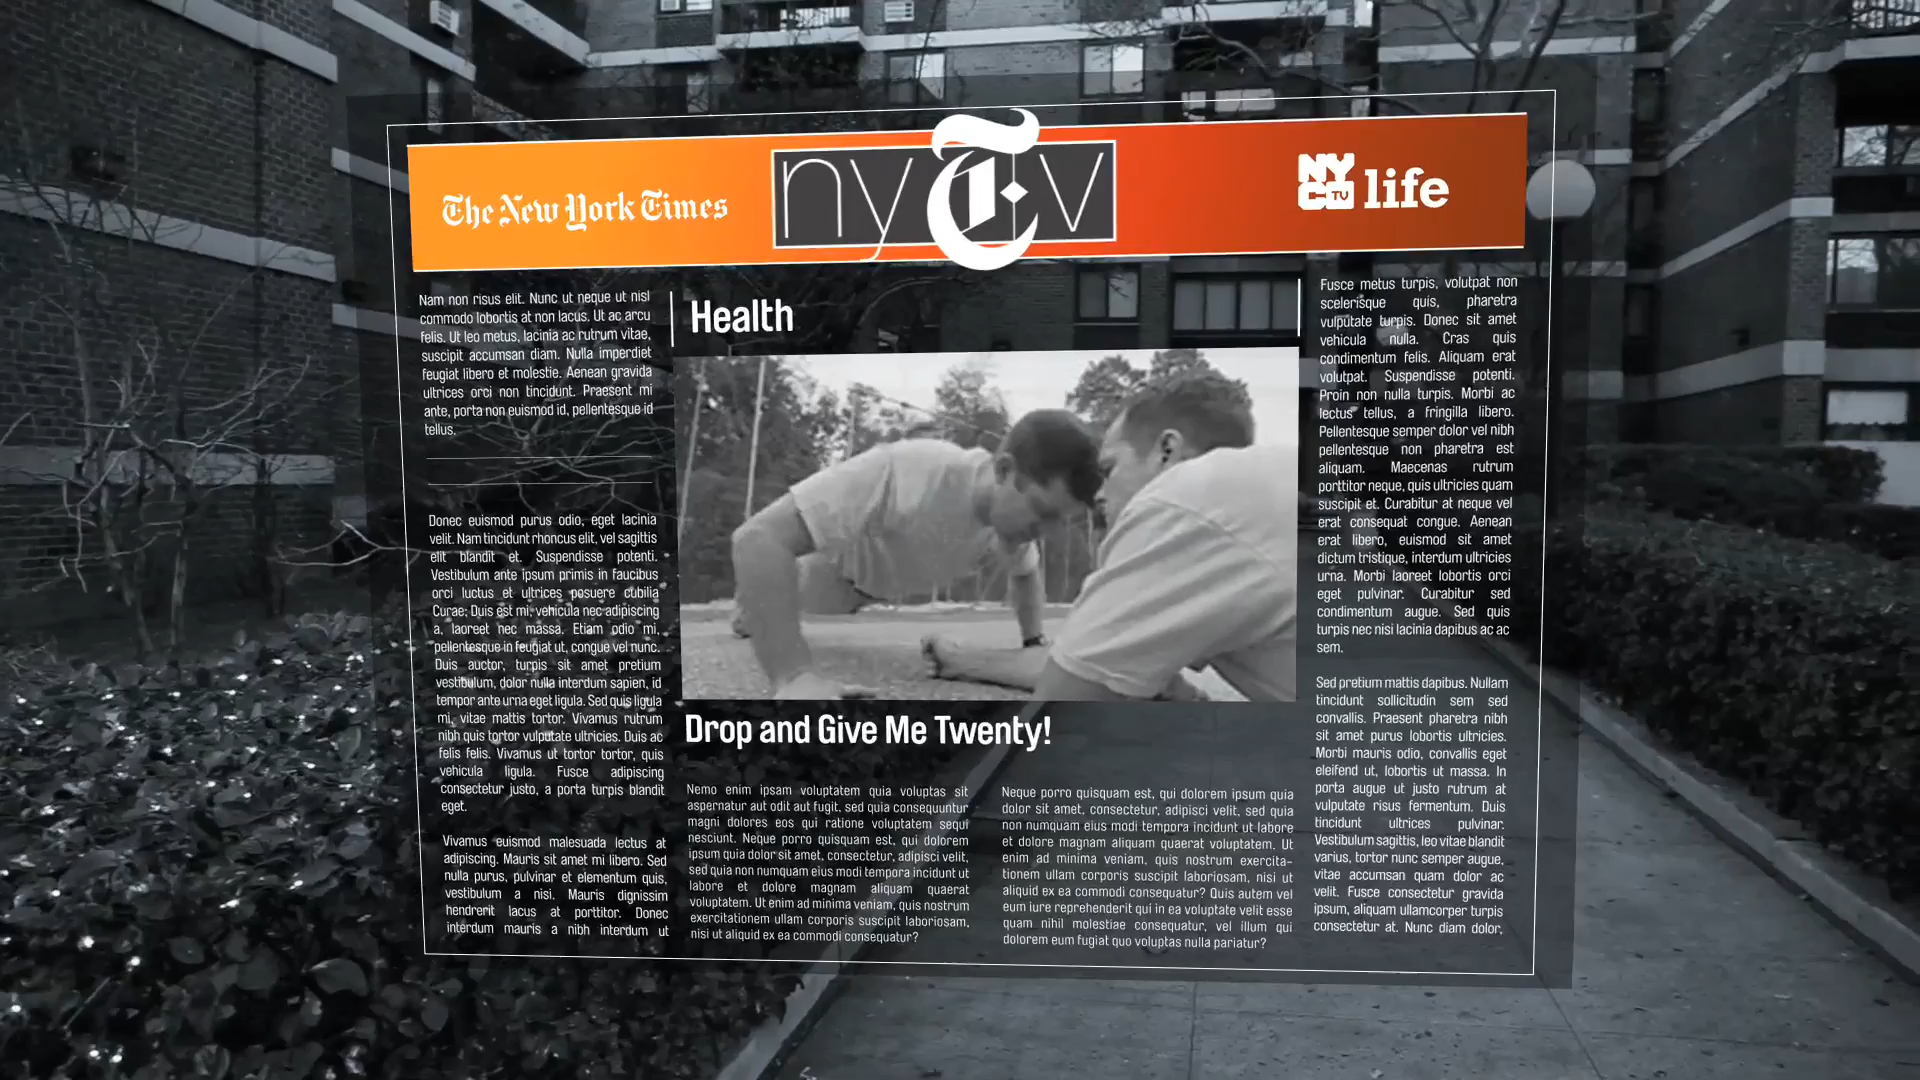 The New York Times
nyTv
NYC TV life
Nam non risus elit. Nunc ut neque ut nisl
commodo lobortis at non lacus. Ut ac arcu
felis. Ut leo metus, lacinia ac rutrum vitae,
suscipit accumsan diam. Nulla imperdiet
feugiat libero et molestie. Aenean gravida
ultrices orci non tincidunt. Praesent mi
ante, porta non euismod id, pellentesque id
tellus.
Donec euismod purus odio, eget lacinia
velit. Nam tincidunt rhoncus elit, vel sagittis
elit blandit et. Suspendisse potenti.
Vestibulum ante ipsum primis in faucibus
orci luctus et ultrices posuere cubilia
Curae; Duis est mi, vehicula nec adipiscing
a, laoreet nec massa. Etiam odio mi,
pellentesque in feugiat ut, congue vel nunc.
Duis auctor, turpis sit amet pretium
vestibulum, dolor nulla interdum sapien, id
tempor ante urna eget ligula. Sed quis ligula
mi, vitae mattis tortor. Vivamus rutrum
nibh quis tortor vulputate ultricies. Duis ac
felis felis. Vivamus ut tortor tortor, quis
vehicula ligula. Fusce adipiscing
consectetur justo, a porta turpis blandit
eget.
Vivamus euismod malesuada lectus at
adipiscing. Mauris sit amet mi libero. Sed
nulla purus, pulvinar et elementum quis,
vestibulum a nisi. Mauris dignissim
hendrerit lacus at porttitor. Donec
interdum mauris a nibh interdum ut
Health
Drop and Give Me Twenty!
Nemo enim ipsam voluptatem quia voluptas sit
aspernatur aut odit aut fugit, sed quia consequuntur
magni dolores eos qui ratione voluptatem sequi
nesciunt. Neque porro quisquam est, qui dolorem
ipsum quia dolor sit amet, consectetur, adipisci velit,
sed quia non numquam eius modi tempora incidunt ut
labore et dolore magnam aliquam quaerat
voluptatem. Ut enim ad minima veniam, quis nostrum
exercitationem ullam corporis suscipit laboriosam,
nisi ut aliquid ex ea commodi consequatur?
Neque porro quisquam est, qui dolorem ipsum quia
dolor sit amet, consectetur, adipisci velit, sed quia
non numquam eius modi tempora incidunt ut labore
et dolore magnam aliquam quaerat voluptatem. Ut
enim ad minima veniam, quis nostrum exercita-
tionem ullam corporis suscipit laboriosam, nisi ut
aliquid ex ea commodi consequatur? Quis autem vel
eum iure reprehenderit qui in ea voluptate velit esse
quam nihil molestiae consequatur, vel illum qui
dolorem eum fugiat quo voluptas nulla pariatur?
Fusce metus turpis, volutpat non
scelerisque quis, pharetra
vulputate turpis. Donec sit amet
vehicula nulla. Cras quis
condimentum felis. Aliquam erat
volutpat. Suspendisse potenti.
Proin non nulla turpis. Morbi ac
lectus tellus, a fringilla libero.
Pellentesque semper dolor vel nibh
pellentesque non pharetra est
aliquam. Maecenas rutrum
porttitor neque, quis ultricies quam
suscipit et. Curabitur at neque vel
erat consequat congue. Aenean
erat libero, euismod sit amet
dictum tristique, interdum ultricies
urna. Morbi laoreet lobortis orci
eget pulvinar. Curabitur sed
condimentum augue. Sed quis
turpis nec nisi lacinia dapibus ac ac
sem.
Sed pretium mattis dapibus. Nullam
tincidunt sollicitudin sem sed
convallis. Praesent pharetra nibh
sit amet purus lobortis ultricies.
Morbi mauris odio, convallis eget
eleifend ut, lobortis ut massa. In
porta augue ut justo rutrum at
vulputate risus fermentum. Duis
tincidunt ultrices pulvinar.
Vestibulum sagittis, leo vitae blandit
varius, tortor nunc semper augue,
vitae accumsan quam dolor ac
velit. Fusce consectetur gravida
ipsum, aliquam ullamcorper turpis
consectetur at. Nunc diam dolor,